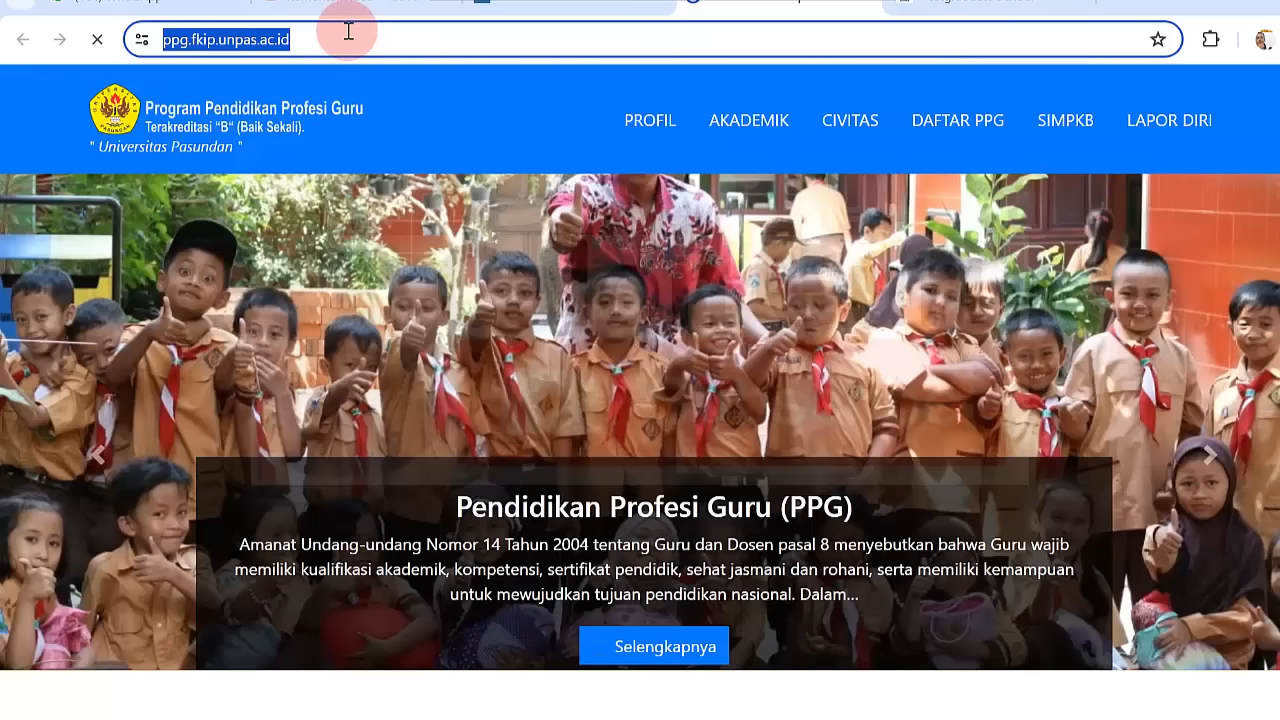 ppg.fkip.unpas.ac.id
Program Pendidikan Profesi Guru
Terakreditasi "B" (Baik Sekali).
" Universitas Pasundan "
PROFIL AKADEMIK CIVITAS DAFTAR PPG SIMPKB LAPOR DIRI
Pendidikan Profesi Guru (PPG)
Amanat Undang-undang Nomor 14 Tahun 2004 tentang Guru dan Dosen pasal 8 menyebutkan bahwa Guru wajib
memiliki kualifikasi akademik, kompetensi, sertifikat pendidik, sehat jasmani dan rohani, serta memiliki kemampuan
untuk mewujudkan tujuan pendidikan nasional. Dalam...
Selengkapnya